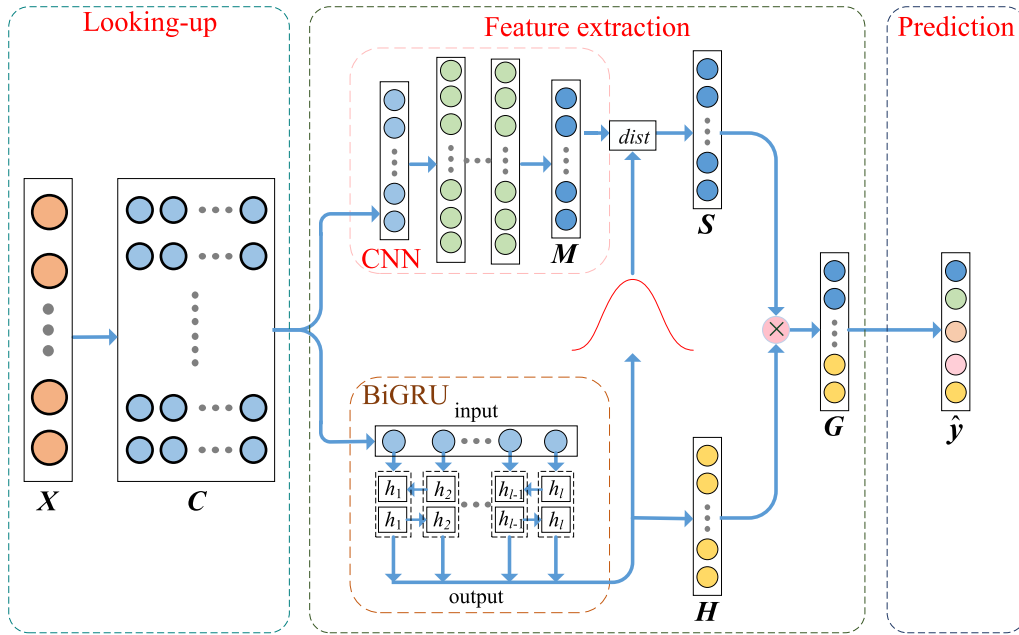 Looking-up
Feature extraction
Prediction
dist
S
M
CNN
X
C
×
BiGRU
input
G
ŷ
h1 h2 hl-1 hl
h1 h2 hl-1 hl
output
H